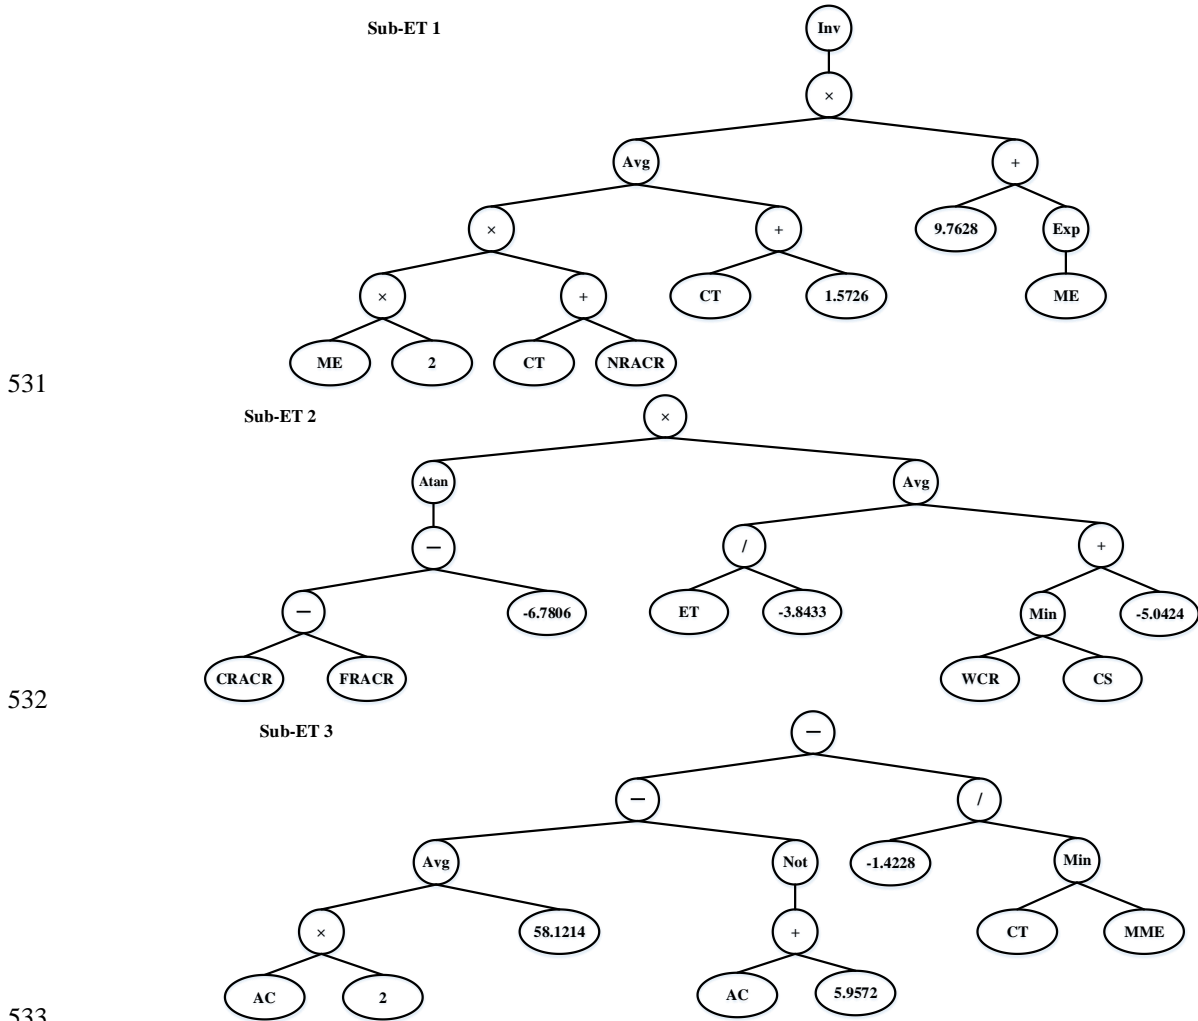 Sub-ET 1
Inv
×
Avg +
× + 9.7628 Exp
× + CT 1.5726 ME
ME 2 CT NRACR
531
Sub-ET 2
×
Atan Avg
− / +
− -6.7806 ET -3.8433 Min -5.0424
CRACR FRACR WCR CS
532
Sub-ET 3
−
− /
Avg Not -1.4228 Min
× 58.1214 + CT MME
AC 2 AC 5.9572
533